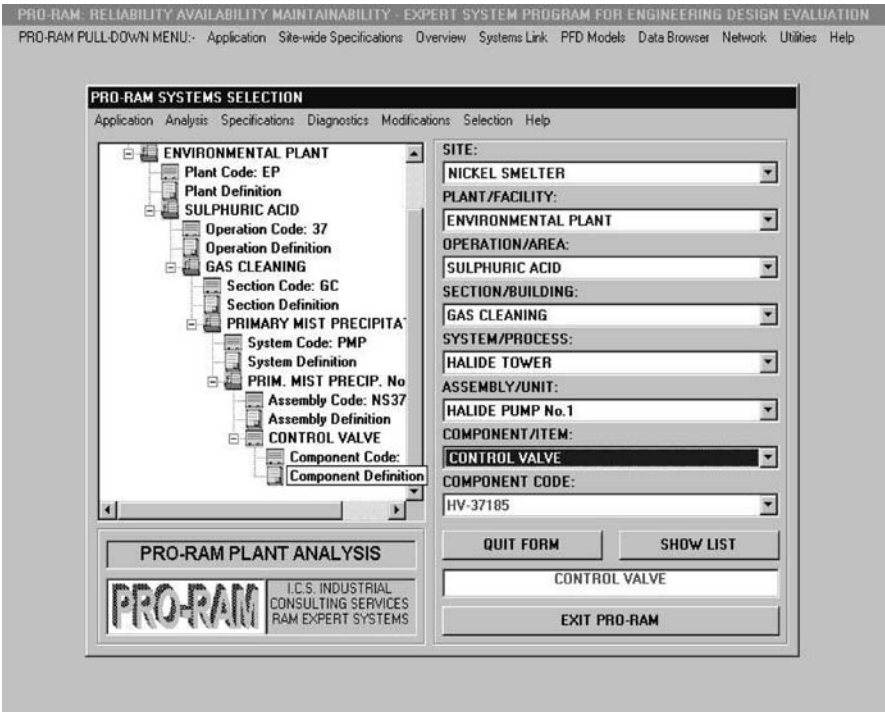 PRO-RAM: RELIABILITY AVAILABILITY MAINTAINABILITY - EXPERT SYSTEM PROGRAM FOR ENGINEERING DESIGN EVALUATION
PRO-RAM PULL-DOWN MENU:- Application Site-wide Specifications Overview Systems Link PFD Models Data Browser Network Utilities Help
PRO-RAM SYSTEMS SELECTION
Application Analysis Specifications Diagnostics Modifications Selection Help
ENVIRONMENTAL PLANT
Plant Code: EP
Plant Definition
SULPHURIC ACID
Operation Code: 37
Operation Definition
GAS CLEANING
Section Code: GC
Section Definition
PRIMARY MIST PRECIPITA
System Code: PMP
System Definition
PRIM. MIST PRECIP. No
Assembly Code: NS37
Assembly Definition
CONTROL VALVE
Component Code:
Component Definition
PRO-RAM PLANT ANALYSIS
PRO-RAM
I.C.S. INDUSTRIAL
CONSULTING SERVICES
RAM EXPERT SYSTEMS
SITE:
NICKEL SMELTER
PLANT/FACILITY:
ENVIRONMENTAL PLANT
OPERATION/AREA:
SULPHURIC ACID
SECTION/BUILDING:
GAS CLEANING
SYSTEM/PROCESS:
HALIDE TOWER
ASSEMBLY/UNIT:
HALIDE PUMP No.1
COMPONENT/ITEM:
CONTROL VALVE
COMPONENT CODE:
HV-37185
QUIT FORM SHOW LIST
CONTROL VALVE
EXIT PRO-RAM